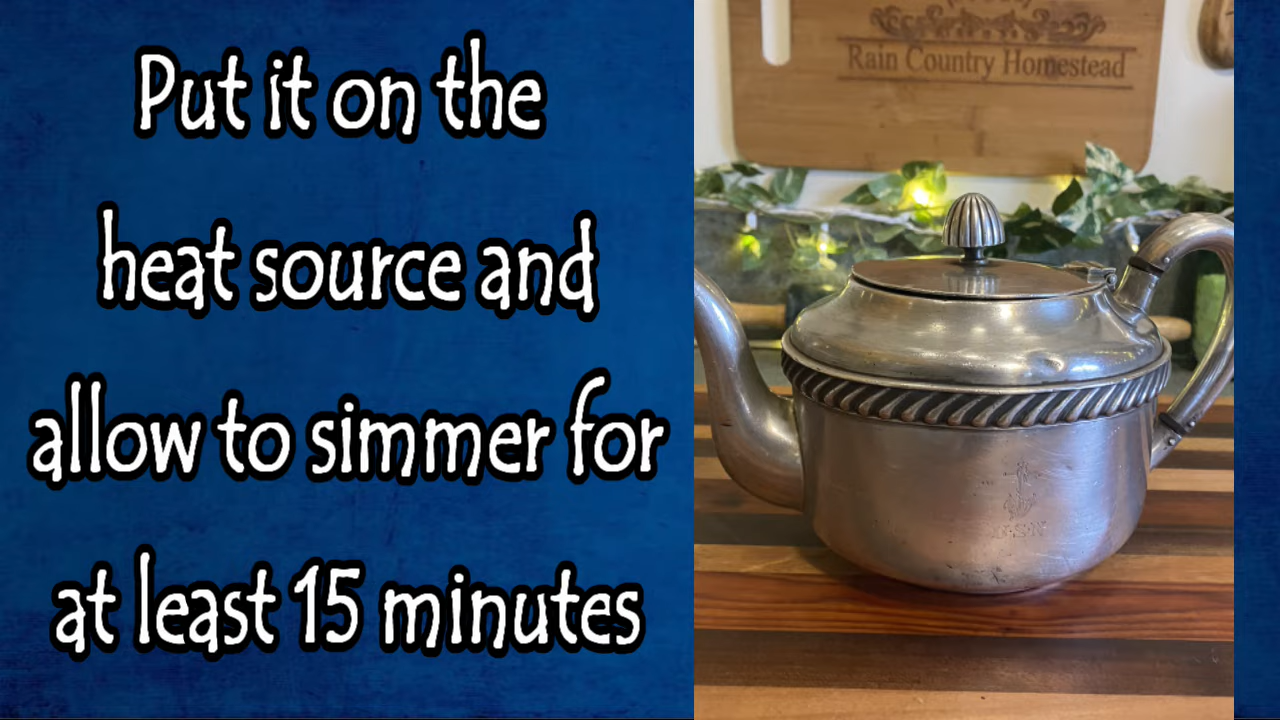 Put it on the
heat source and
allow to simmer for
at least 15 minutes
Rain Country Homestead
U.S.N